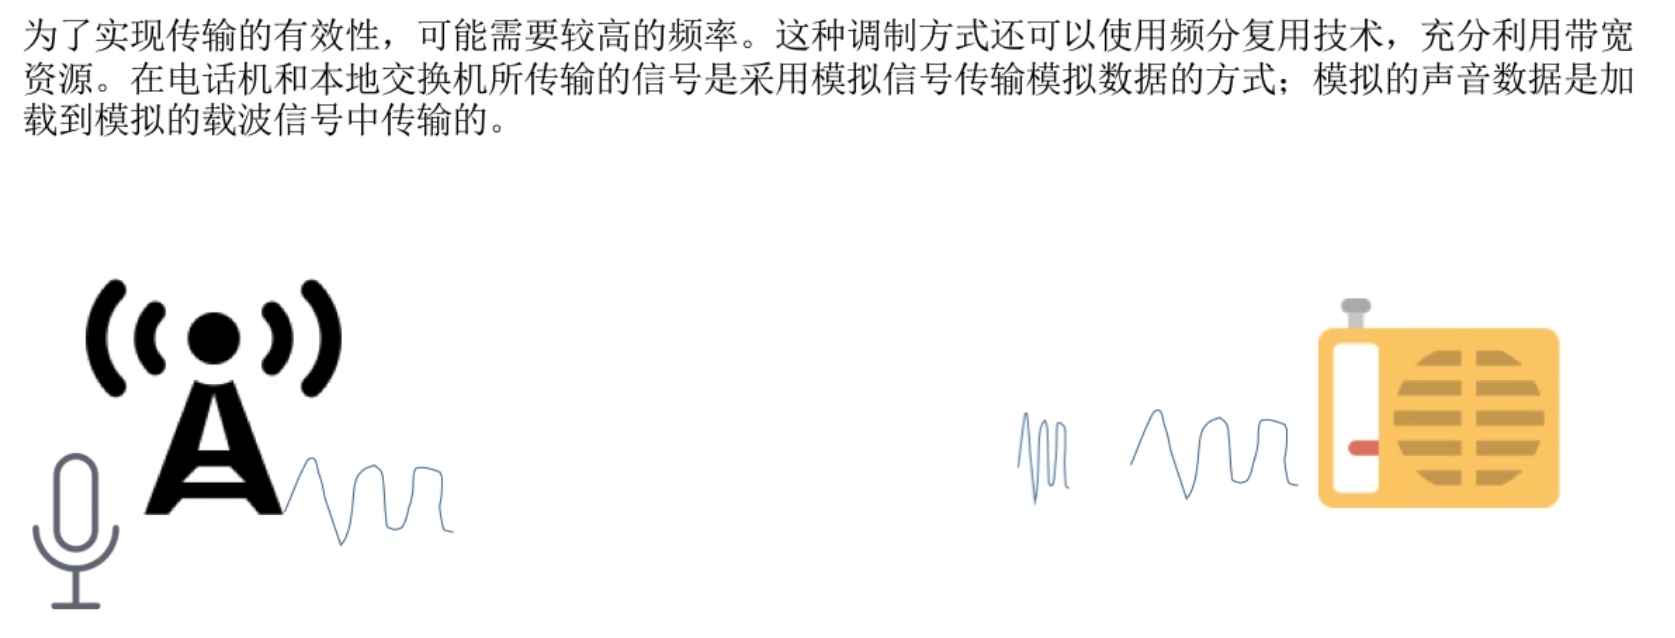 为了实现传输的有效性，可能需要较高的频率。这种调制方式还可以使用频分复用技术，充分利用带宽
资源。在电话机和本地交换机所传输的信号是采用模拟信号传输模拟数据的方式；模拟的声音数据是加
载到模拟的载波信号中传输的。